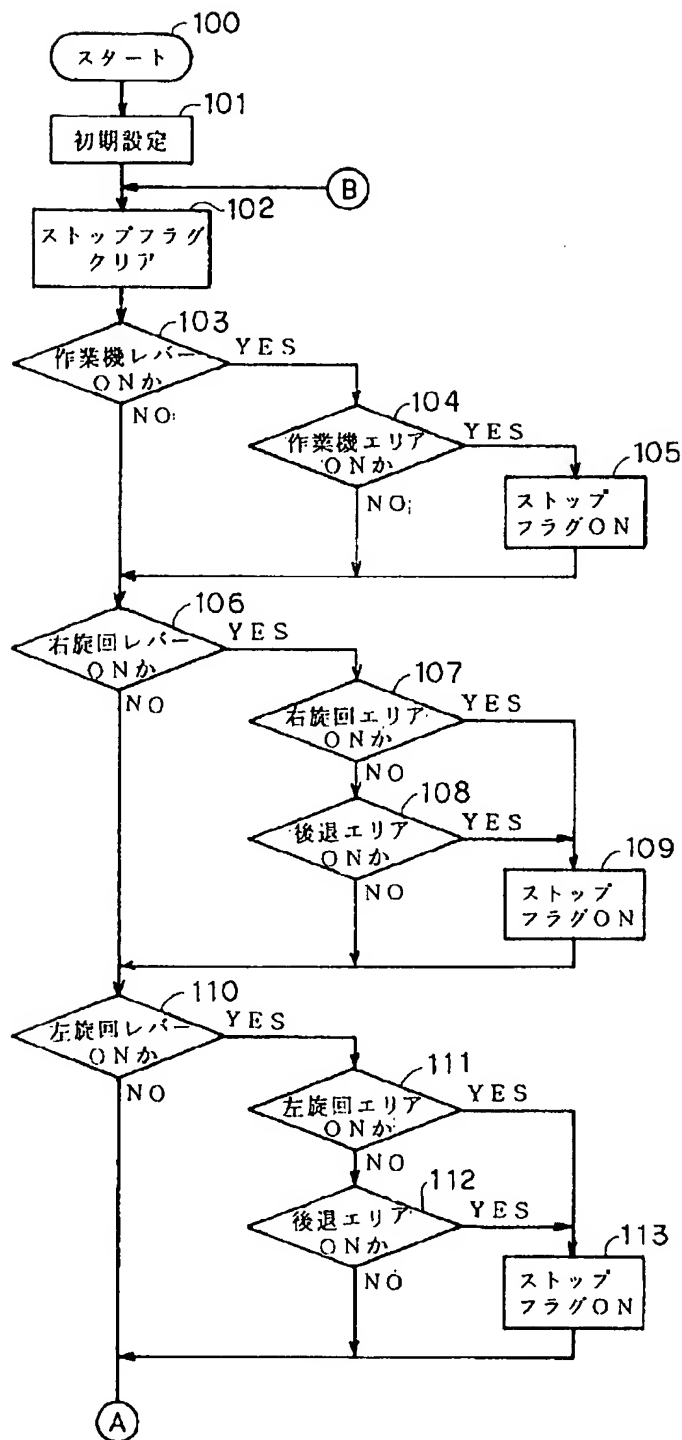 100
スタート
101
初期設定
B
102
ストップフラグ
クリア
103
作業機レバー
ONか
YES
NO
104
作業機エリア
ONか
YES
NO
105
ストップ
フラグON
106
右旋回レバー
ONか
YES
NO
107
右旋回エリア
ONか
YES
NO
108
後退エリア
ONか
YES
NO
109
ストップ
フラグON
110
左旋回レバー
ONか
YES
NO
111
左旋回エリア
ONか
YES
NO
112
後退エリア
ONか
YES
NO
113
ストップ
フラグON
A